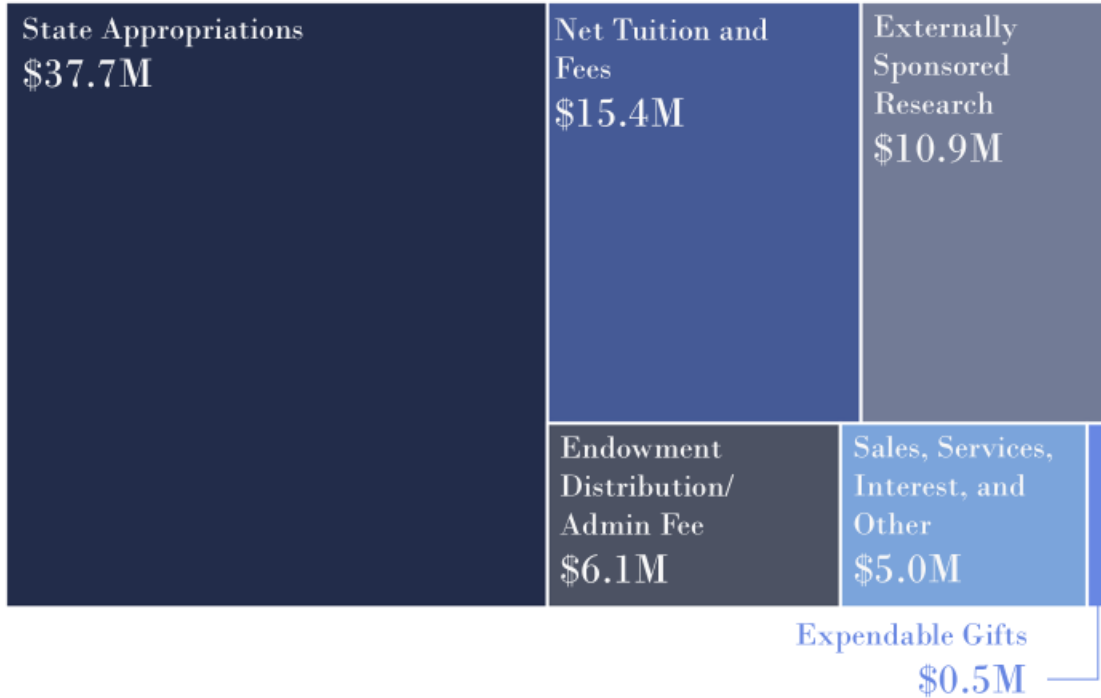 State Appropriations
$37.7M
Net Tuition and
Fees
$15.4M
Externally
Sponsored
Research
$10.9M
Endowment
Distribution/
Admin Fee
$6.1M
Sales, Services,
Interest, and
Other
$5.0M
Expendable Gifts
$0.5M